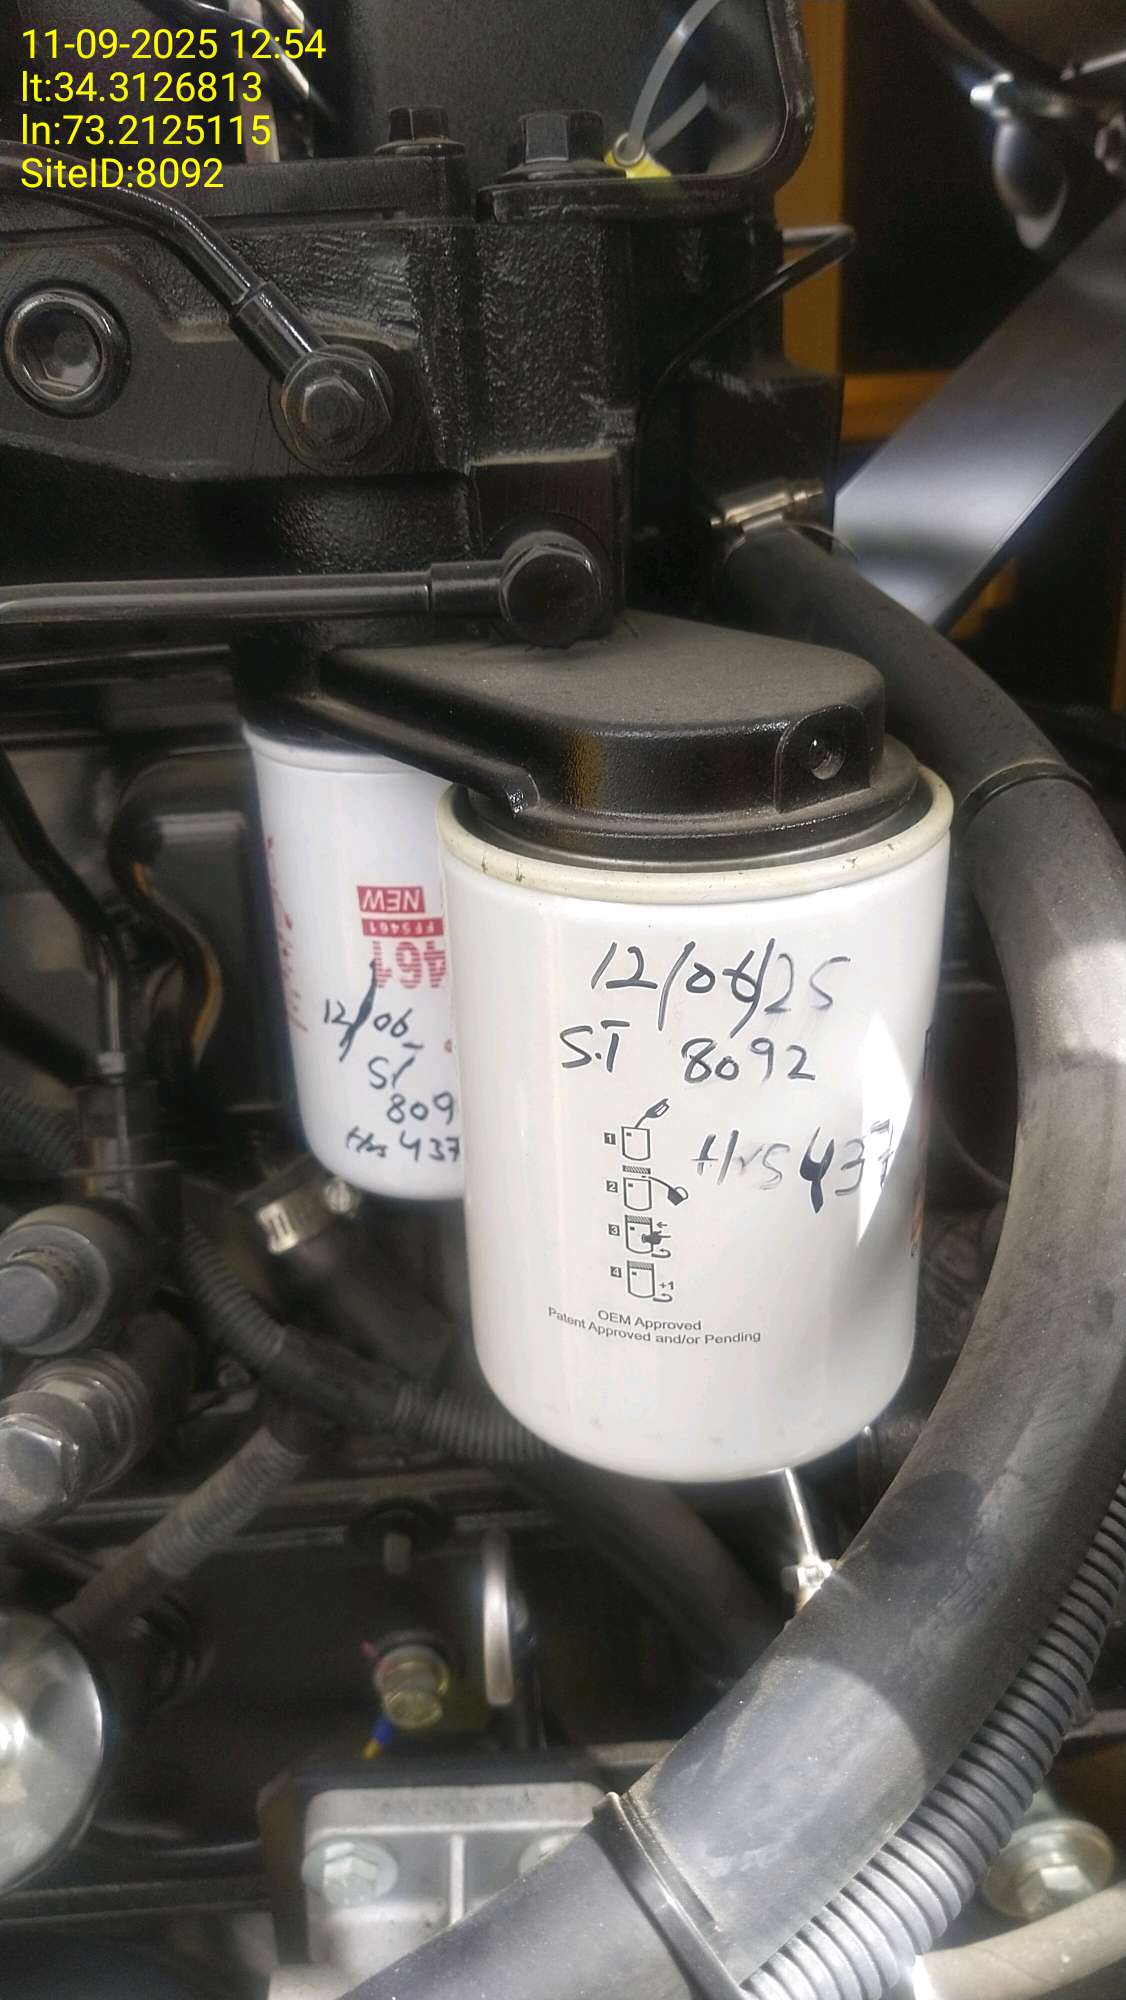 11-09-2025 12:54
lt:34.3126813
ln:73.2125115
SiteID:8092
NEW
FF5461
461
12/06
ST
809
Hrs 437
12/06/25
S.T 8092
Hrs 437
1
2
3
4 +1
OEM Approved
Patent Approved and/or Pending